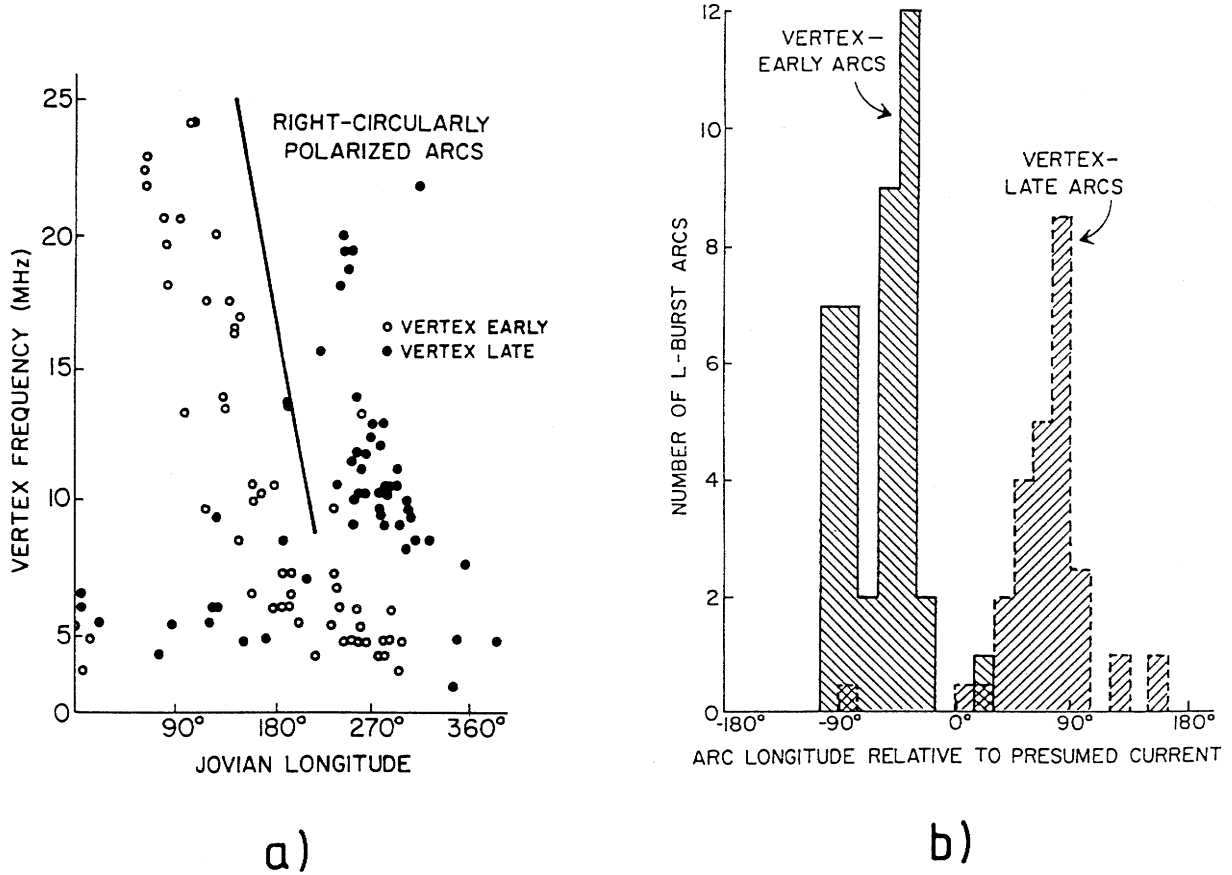 25
20
15
10
5
0
VERTEX FREQUENCY (MHz)
RIGHT-CIRCULARLY
POLARIZED ARCS
VERTEX EARLY
VERTEX LATE
90° 180° 270° 360°
JOVIAN LONGITUDE
a)
12
10
8
6
4
2
0
NUMBER OF L-BURST ARCS
VERTEX—
EARLY ARCS
VERTEX—
LATE ARCS
-180° -90° 0° 90° 180°
ARC LONGITUDE RELATIVE TO PRESUMED CURRENT
b)